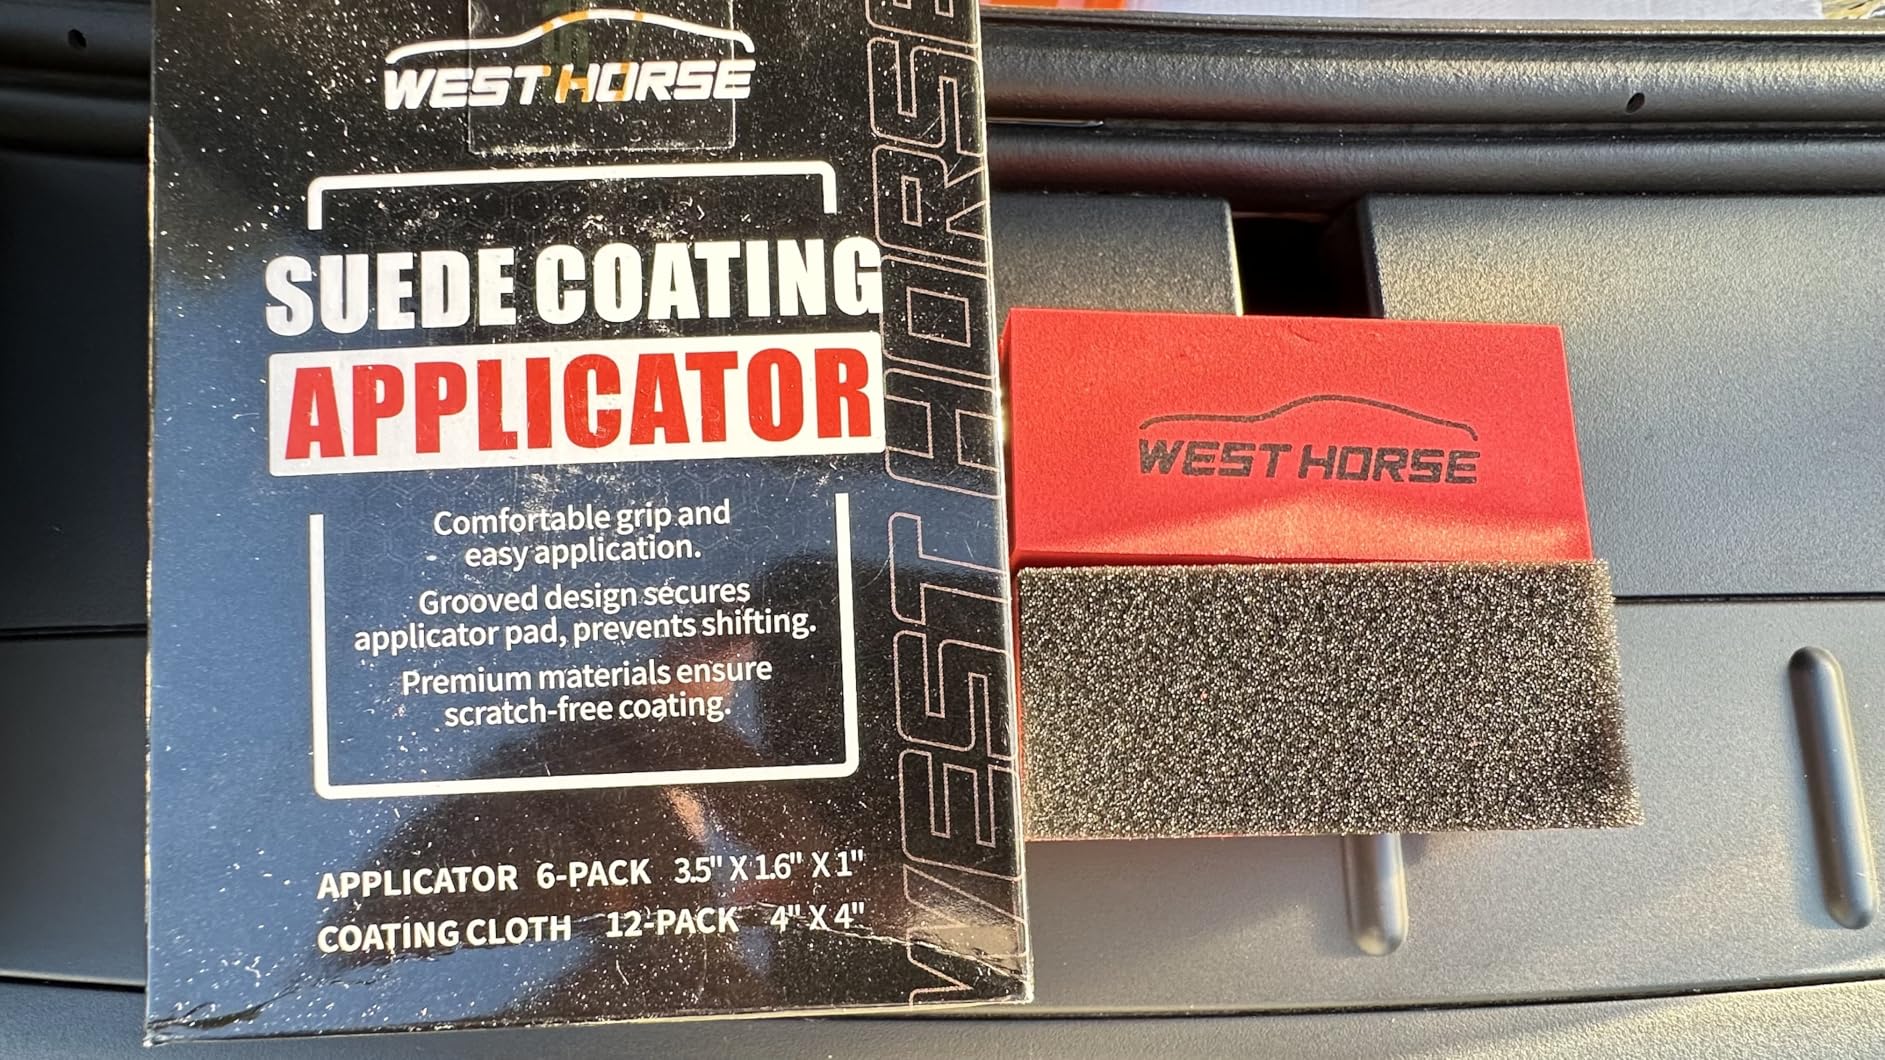 WEST HORSE
SUEDE COATING
APPLICATOR
Comfortable grip and
easy application.
Grooved design secures
applicator pad, prevents shifting.
Premium materials ensure
scratch-free coating.
APPLICATOR 6-PACK 3.5" X 1.6" X 1"
COATING CLOTH 12-PACK 4" X 4"
WEST HORSE
WEST HORSE